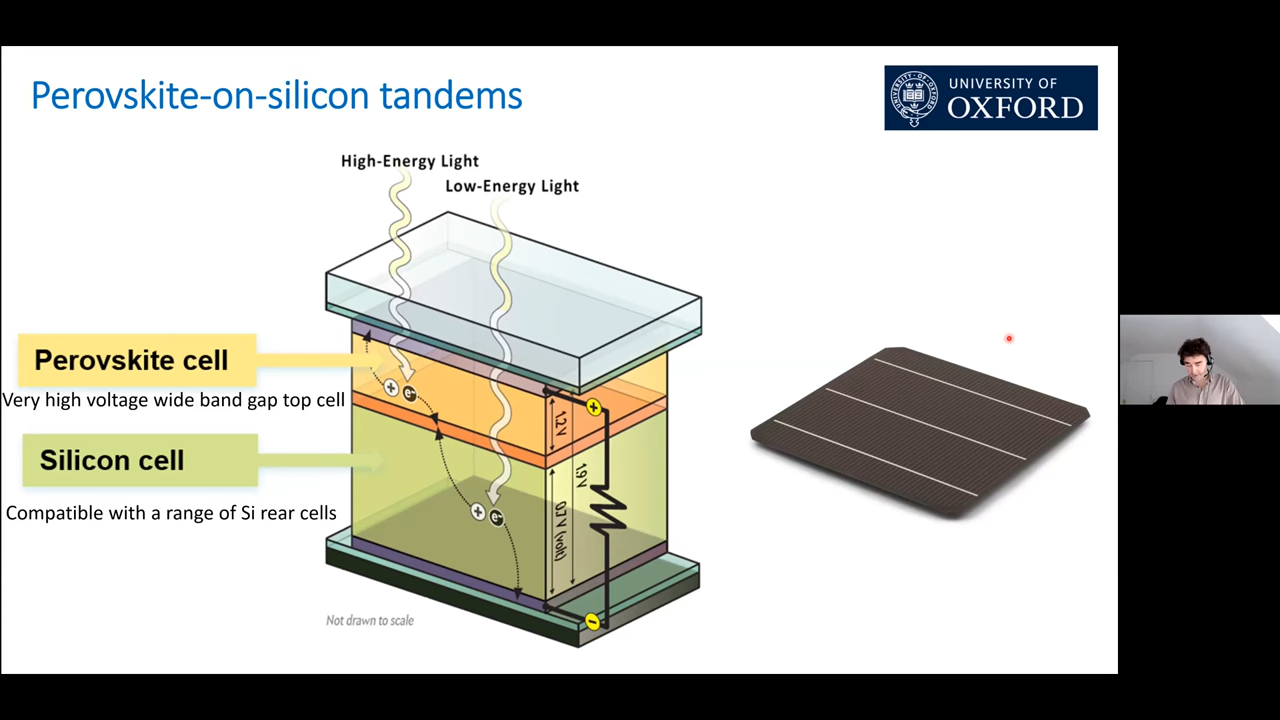 Perovskite-on-silicon tandems
UNIVERSITY OF
OXFORD
High-Energy Light
Low-Energy Light
Perovskite cell
Very high voltage wide band gap top cell
Silicon cell
Compatible with a range of Si rear cells
+
e-
+
1.2V
1.9V
+
e-
0.7V (volt)
−
Not drawn to scale